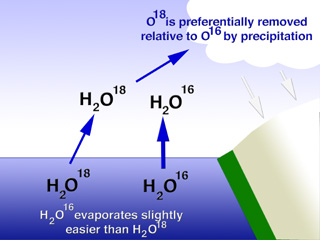 O¹⁸ is preferentially removed
relative to O¹⁶ by precipitation
H₂O¹⁸
H₂O¹⁶
H₂O¹⁸
H₂O¹⁶
H₂O¹⁶ evaporates slightly
easier than H₂O¹⁸